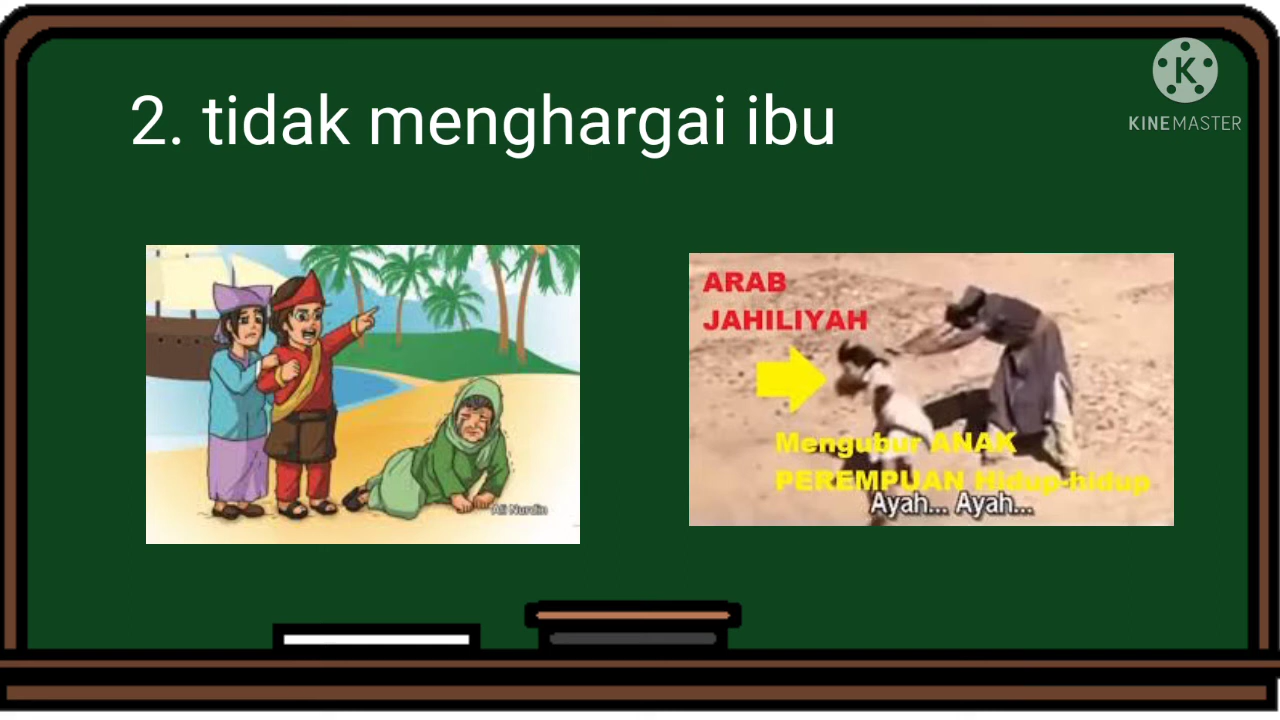 2. tidak menghargai ibu
K
KINEMASTER
Ali Nurdin
ARAB
JAHILIYAH
Mengubur ANAK
PEREMPUAN Hidup-hidup
Ayah... Ayah...